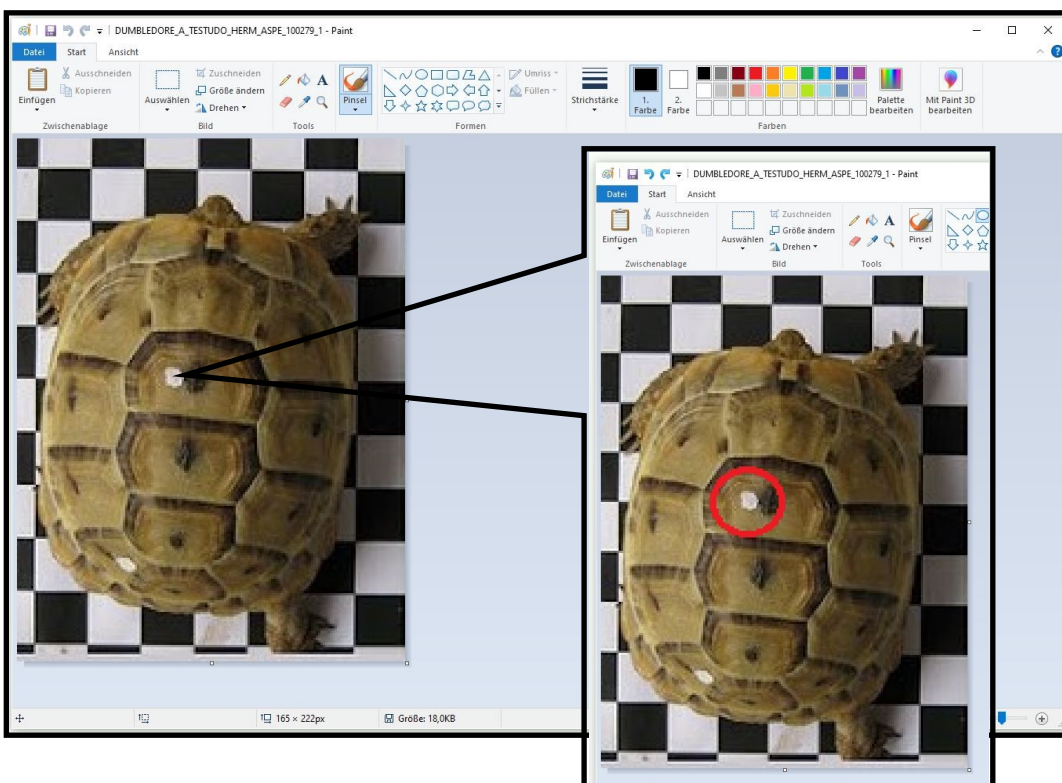 DUMBLEDORE_A_TESTUDO_HERM_ASPE_100279_1 - Paint
Datei Start Ansicht
Einfügen
Ausschneiden
Kopieren
Zwischenablage
Auswählen
Zuschneiden
Größe ändern
Drehen
Bild
A
Tools
Pinsel
Umriss
Füllen
Formen
Strichstärke
1. Farbe
2. Farbe
Palette bearbeiten
Farben
Mit Paint 3D bearbeiten
165 × 222px
Größe: 18,0KB
DUMBLEDORE_A_TESTUDO_HERM_ASPE_100279_1 - Paint
Datei Start Ansicht
Einfügen
Ausschneiden
Kopieren
Zwischenablage
Auswählen
Zuschneiden
Größe ändern
Drehen
Bild
A
Tools
Pinsel